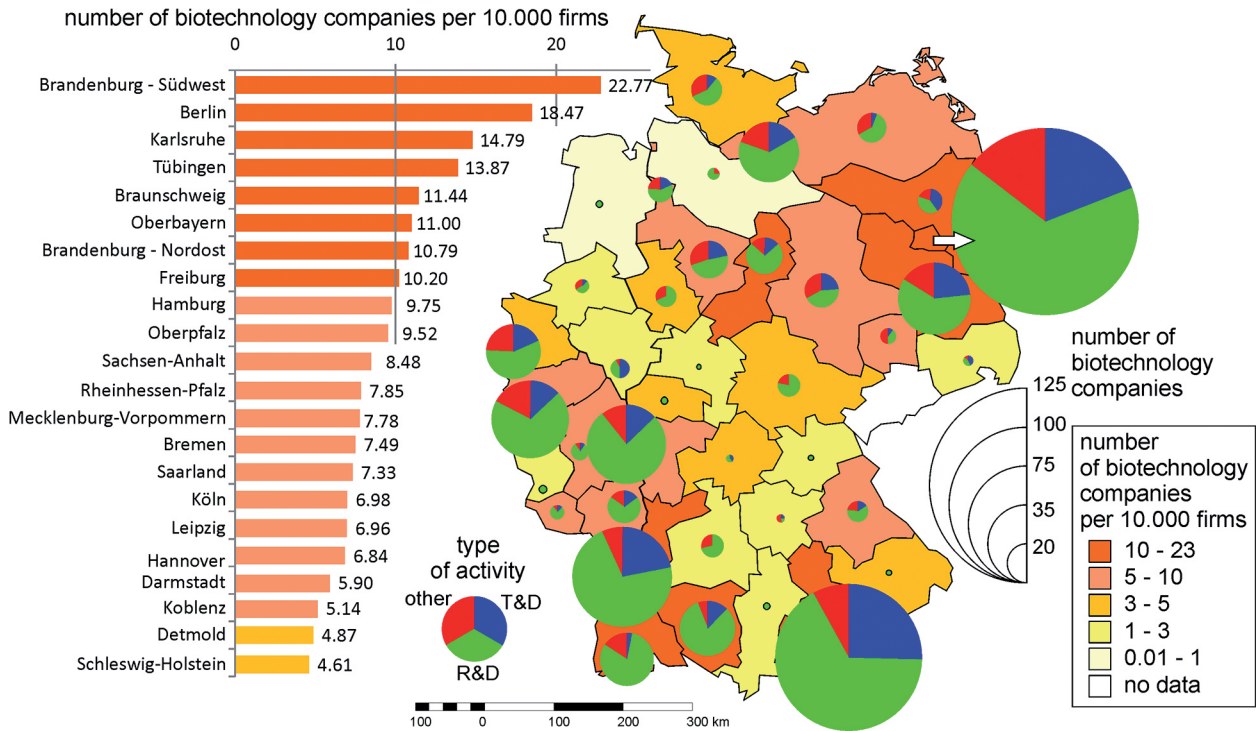 number of biotechnology companies per 10.000 firms
0 10 20
Brandenburg - Südwest 22.77
Berlin 18.47
Karlsruhe 14.79
Tübingen 13.87
Braunschweig 11.44
Oberbayern 11.00
Brandenburg - Nordost 10.79
Freiburg 10.20
Hamburg 9.75
Oberpfalz 9.52
Sachsen-Anhalt 8.48
Rheinhessen-Pfalz 7.85
Mecklenburg-Vorpommern 7.78
Bremen 7.49
Saarland 7.33
Köln 6.98
Leipzig 6.96
Hannover 6.84
Darmstadt 5.90
Koblenz 5.14
Detmold 4.87
Schleswig-Holstein 4.61
type
of activity
other T&D
R&D
100 0 100 200 300 km
number of
biotechnology
companies
125
100
75
35
20
number
of biotechnology
companies
per 10.000 firms
10 - 23
5 - 10
3 - 5
1 - 3
0.01 - 1
no data